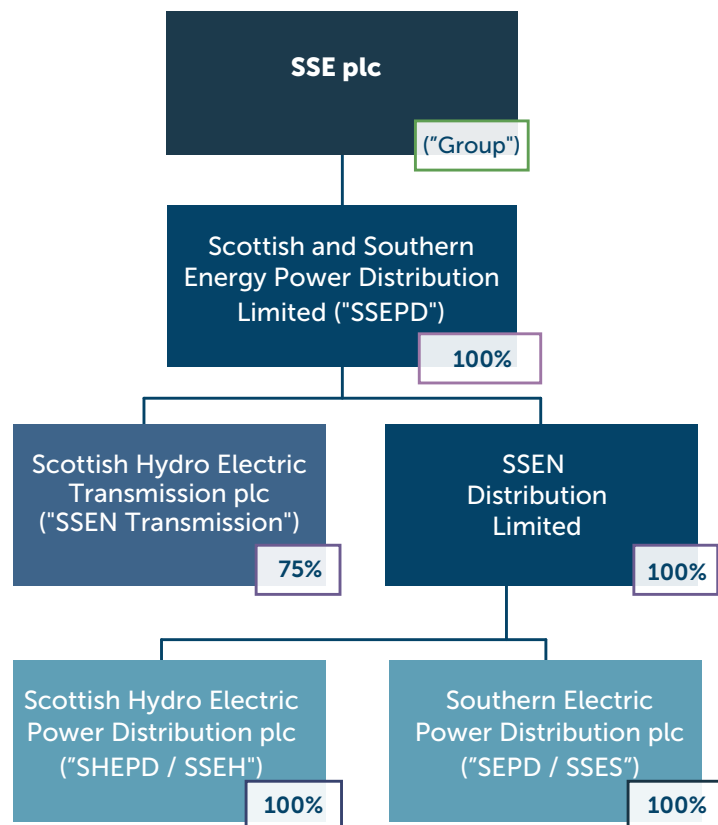 SSE plc
("Group")
Scottish and Southern
Energy Power Distribution
Limited ("SSEPD")
100%
Scottish Hydro Electric
Transmission plc
("SSEN Transmission")
75%
SSEN
Distribution
Limited
100%
Scottish Hydro Electric
Power Distribution plc
("SHEPD / SSEH")
100%
Southern Electric
Power Distribution plc
("SEPD / SSES")
100%